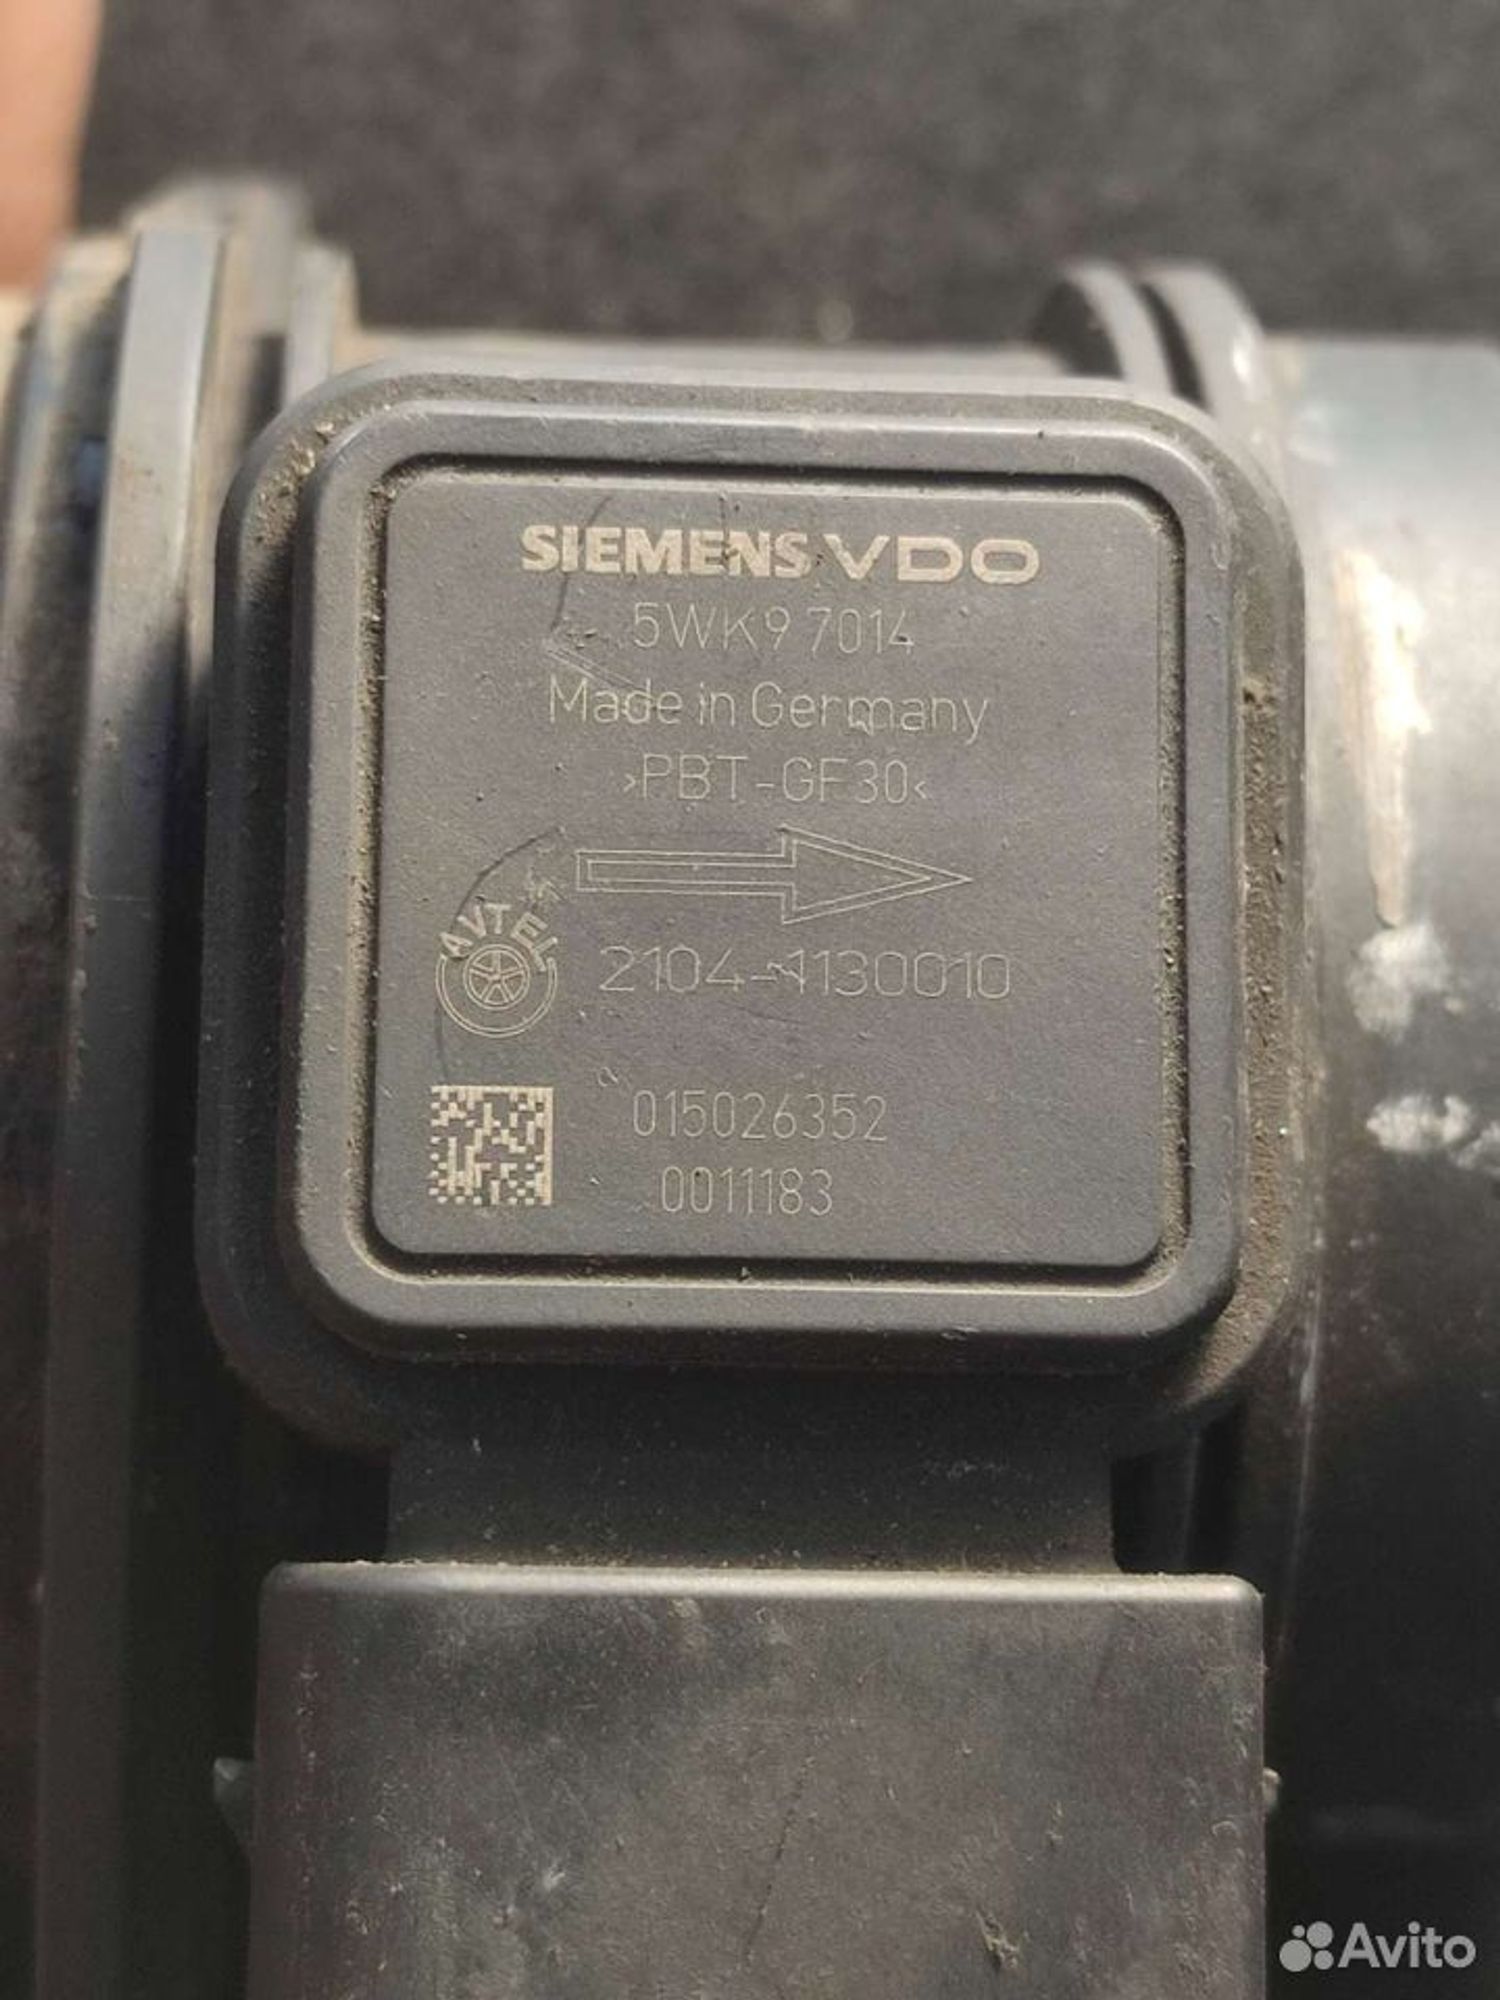 SIEMENS VDO
5WK9 7014
Made in Germany
>PBT-GF30<
AVTEL
2104-1130010
015026352
0011183
Avito